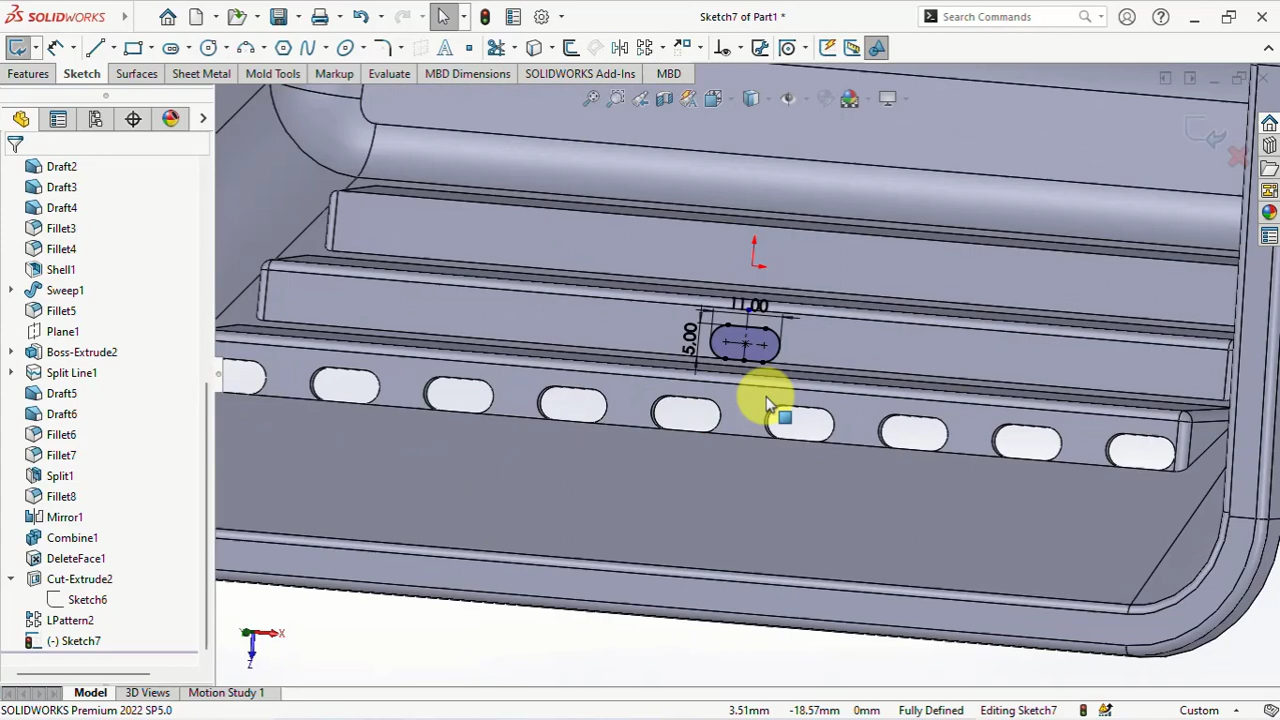 SOLIDWORKS
Sketch7 of Part1 *
Search Commands
Features Sketch Surfaces Sheet Metal Mold Tools Markup Evaluate MBD Dimensions SOLIDWORKS Add-Ins MBD
Draft2
Draft3
Draft4
Fillet3
Fillet4
Shell1
Sweep1
Fillet5
Plane1
Boss-Extrude2
Split Line1
Draft5
Draft6
Fillet6
Fillet7
Split1
Fillet8
Mirror1
Combine1
DeleteFace1
Cut-Extrude2
Sketch6
LPattern2
(-) Sketch7
11.00
5.00
X
Z
Model 3D Views Motion Study 1
SOLIDWORKS Premium 2022 SP5.0
3.51mm -18.57mm 0mm Fully Defined Editing Sketch7 Custom